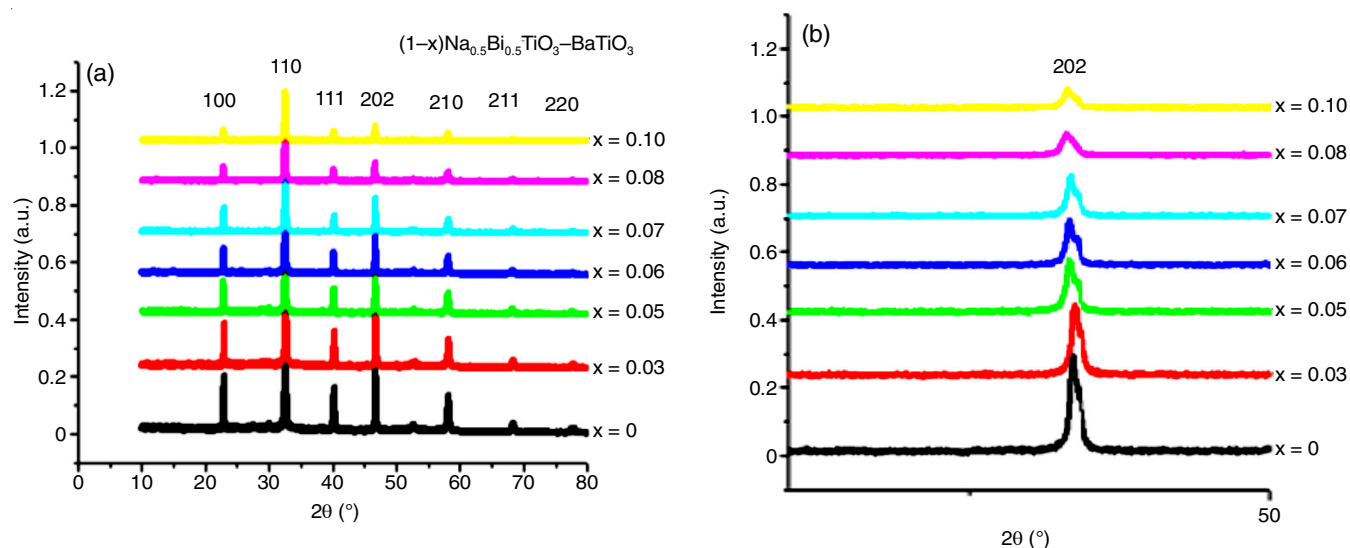 (1–x)Na0.5Bi0.5TiO3–BaTiO3
(a)
110
100
111
202
210
211
220
1.2
1.0
0.8
0.6
0.4
0.2
0
Intensity (a.u.)
x = 0.10
x = 0.08
x = 0.07
x = 0.06
x = 0.05
x = 0.03
x = 0
0 10 20 30 40 50 60 70 80
2θ (°)
(b)
202
1.2
1.0
0.8
0.6
0.4
0.2
0
Intensity (a.u.)
x = 0.10
x = 0.08
x = 0.07
x = 0.06
x = 0.05
x = 0.03
x = 0
50
2θ (°)